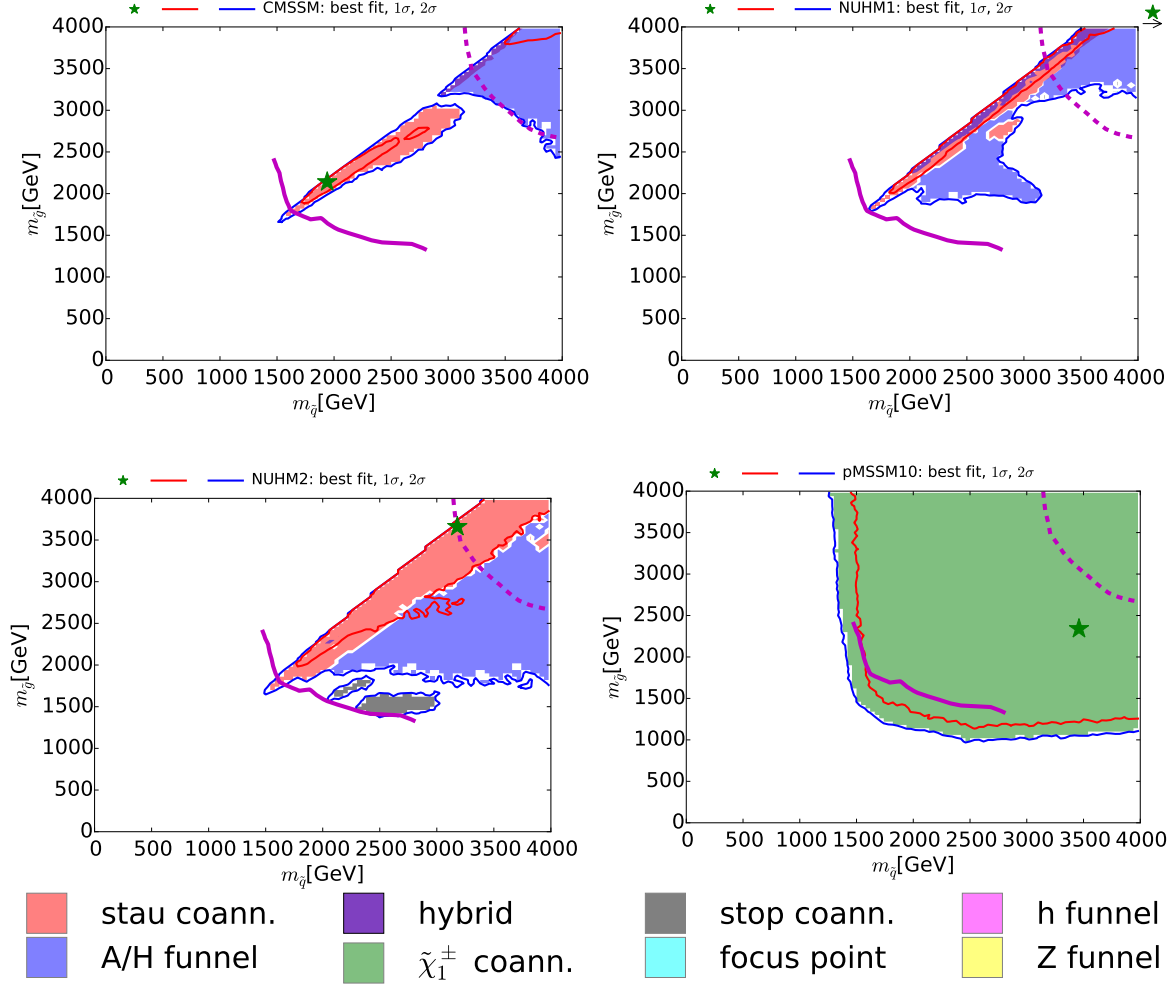 CMSSM: best fit, 1σ, 2σ
4000
3500
3000
2500
2000
1500
1000
500
0
m_g̃[GeV]
0 500 1000 1500 2000 2500 3000 3500 4000
m_q̃[GeV]
NUHM1: best fit, 1σ, 2σ
4000
3500
3000
2500
2000
1500
1000
500
0
m_g̃[GeV]
0 500 1000 1500 2000 2500 3000 3500 4000
m_q̃[GeV]
NUHM2: best fit, 1σ, 2σ
4000
3500
3000
2500
2000
1500
1000
500
0
m_g̃[GeV]
0 500 1000 1500 2000 2500 3000 3500 4000
m_q̃[GeV]
pMSSM10: best fit, 1σ, 2σ
4000
3500
3000
2500
2000
1500
1000
500
0
m_g̃[GeV]
0 500 1000 1500 2000 2500 3000 3500 4000
m_q̃[GeV]
stau coann. hybrid stop coann. h funnel
A/H funnel χ̃₁± coann. focus point Z funnel